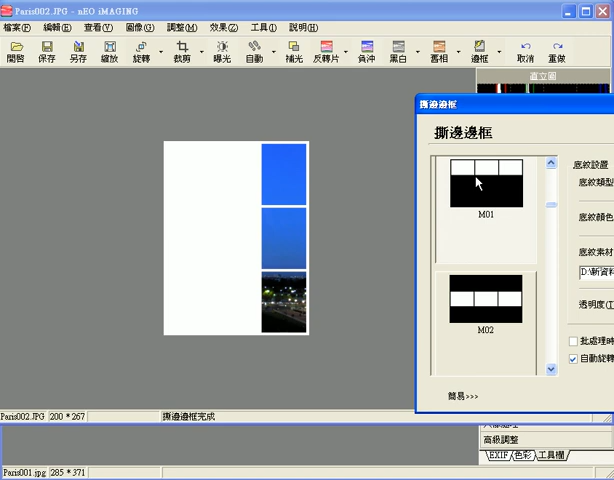 Paris002.JPG - nEO iMAGING
檔案(F) 編輯(E) 查看(V) 圖像(G) 調整(M) 效果(Z) 工具(I) 說明(H)
開啓 保存 另存 縮放 旋轉 裁剪 曝光 自動 補光 反轉片 負沖 黑白 舊相 邊框 取消 重做
直立圖
撕邊邊框
撕邊邊框
底紋設置
M01
底紋類型
底紋顏色
底紋素材
D:\新資料
M02
透明度(T)
批處理時
自動旋轉
簡易>>>
Paris002.JPG 200 * 267 撕邊邊框完成
高級調整
EXIF 色彩 工具欄
Paris001.jpg 285 * 371